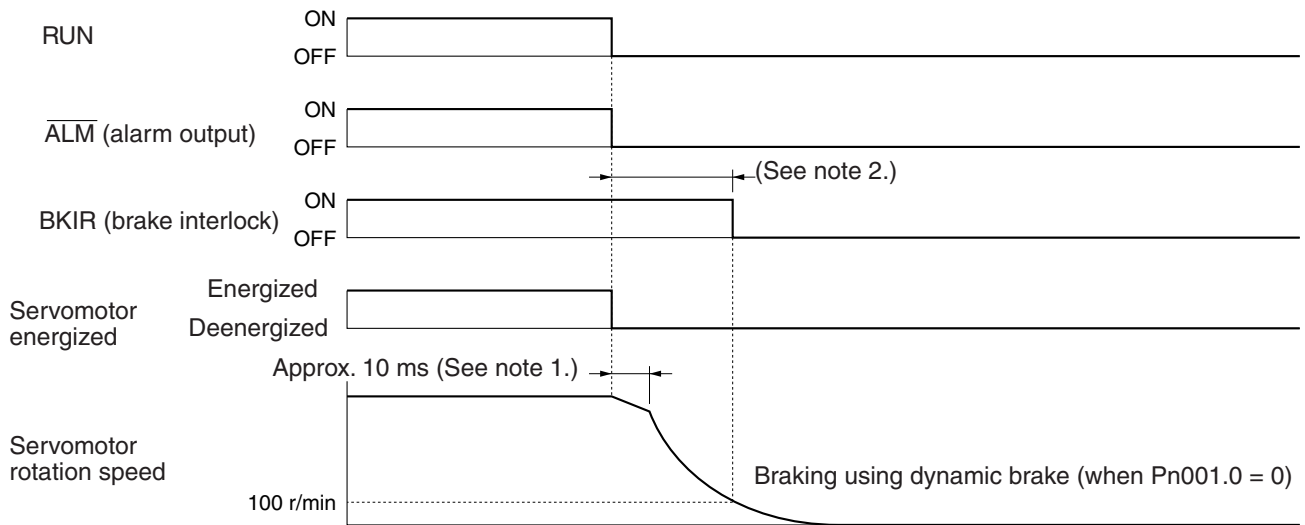 RUN
ON
OFF
ALM (alarm output)
ON
OFF
(See note 2.)
BKIR (brake interlock)
ON
OFF
Servomotor
energized
Energized
Deenergized
Approx. 10 ms (See note 1.)
Servomotor
rotation speed
Braking using dynamic brake (when Pn001.0 = 0)
100 r/min